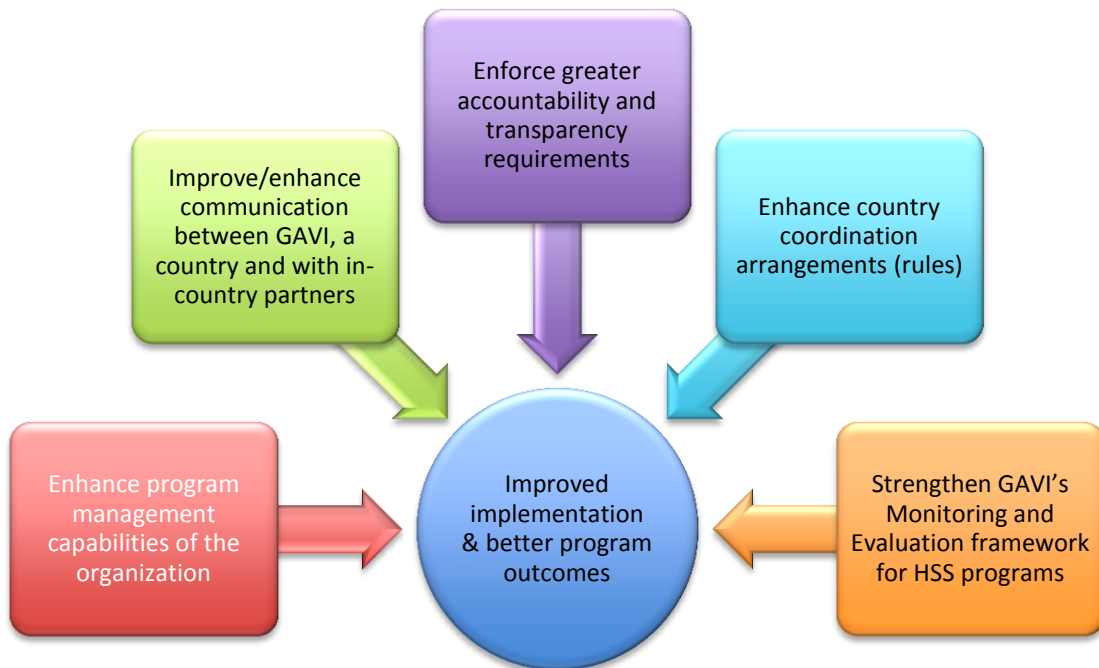 Enforce greater
accountability and
transparency
requirements
Improve/enhance
communication
between GAVI, a
country and with in-
country partners
Enhance country
coordination
arrangements (rules)
Enhance program
management
capabilities of the
organization
Improved
implementation
& better program
outcomes
Strengthen GAVI’s
Monitoring and
Evaluation framework
for HSS programs